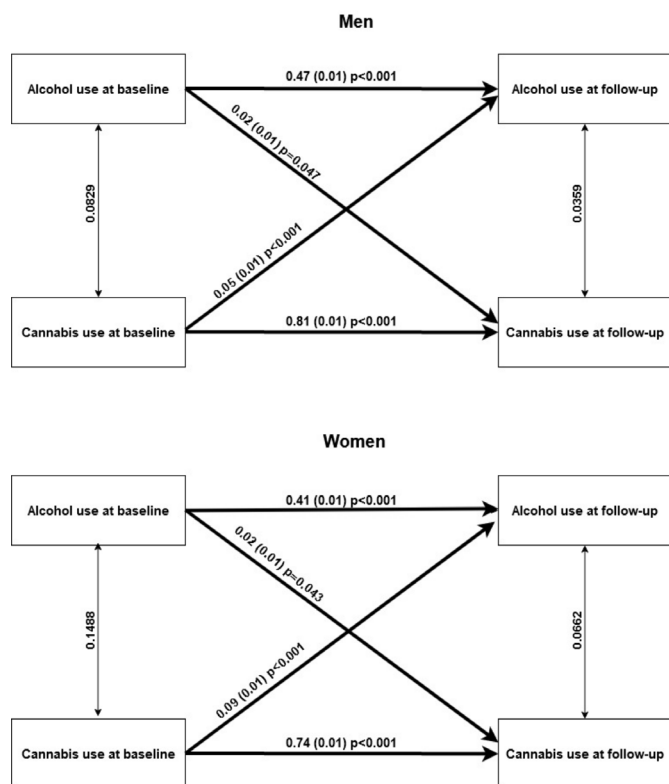 Men
Alcohol use at baseline
0.47 (0.01) p<0.001
Alcohol use at follow-up
0.02 (0.01) p=0.047
0.0829
0.0359
0.05 (0.01) p<0.001
Cannabis use at baseline
0.81 (0.01) p<0.001
Cannabis use at follow-up
Women
Alcohol use at baseline
0.41 (0.01) p<0.001
Alcohol use at follow-up
0.02 (0.01) p=0.043
0.1488
0.0662
0.09 (0.01) p<0.001
Cannabis use at baseline
0.74 (0.01) p<0.001
Cannabis use at follow-up